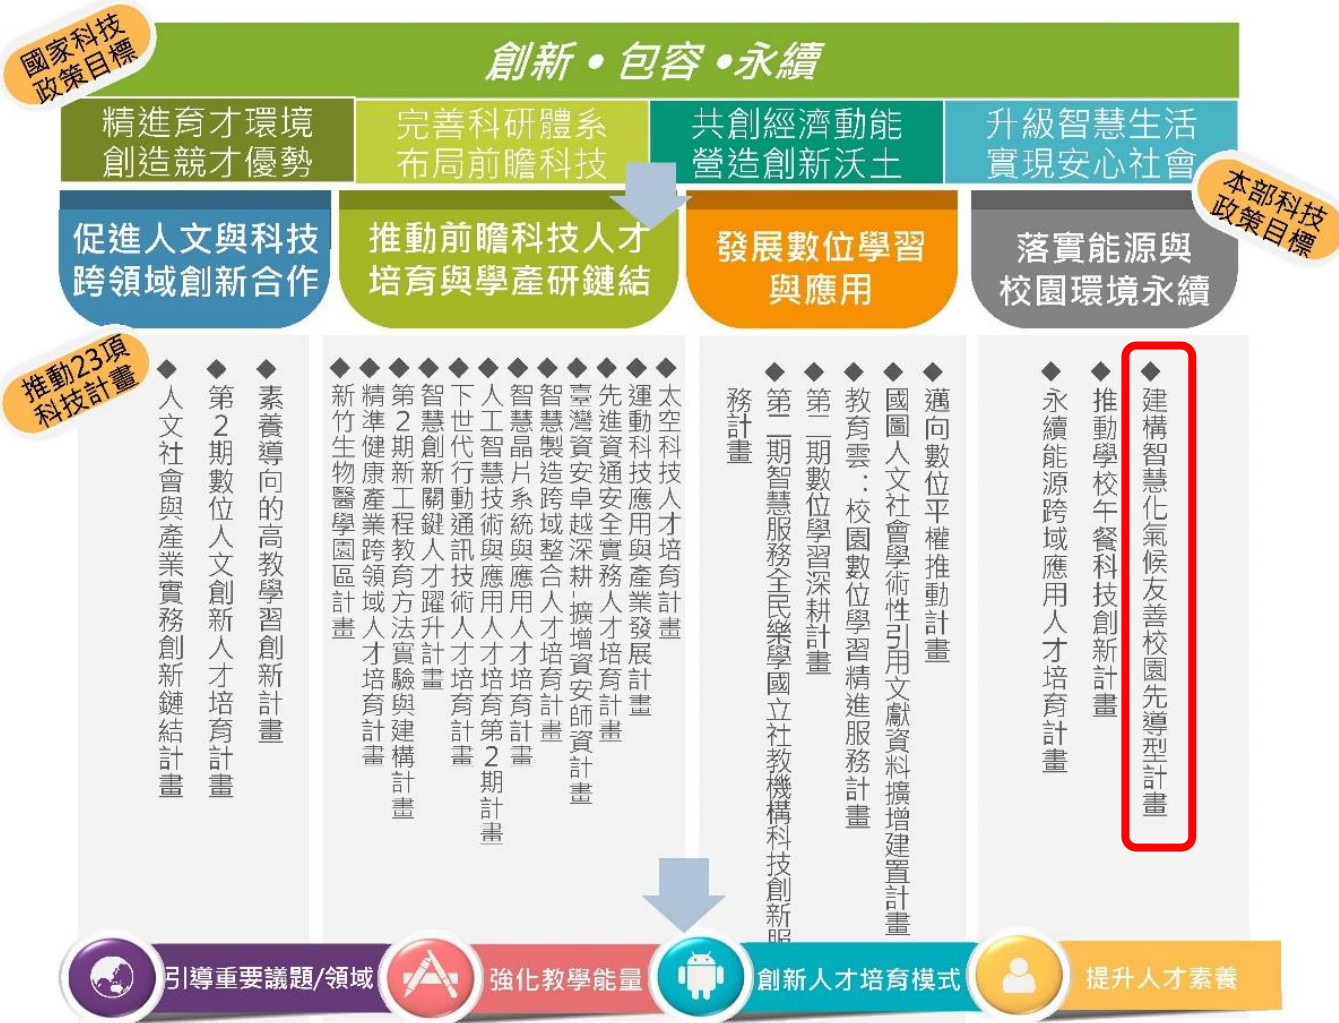 國家科技
政策目標
創新•包容•永續
精進育才環境
創造競才優勢
完善科研體系
布局前瞻科技
共創經濟動能
營造創新沃土
升級智慧生活
實現安心社會
本部科技
政策目標
促進人文與科技
跨領域創新合作
推動前瞻科技人才
培育與學產研鏈結
發展數位學習
與應用
落實能源與
校園環境永續
推動23項
科技計畫
◆素養導向的高教學習創新計畫
◆第2期數位人文創新人才培育計畫
◆人文社會與產業實務創新鏈結計畫
◆太空科技人才培育計畫
◆運動科技應用與產業發展計畫
◆先進資通安全實務人才培育計畫
◆臺灣資安卓越深耕-擴增資安師資計畫
◆智慧製造跨域整合人才培育計畫
◆智慧晶片系統與應用人才培育計畫
◆人工智慧技術與應用人才培育第2期計畫
◆下世代行動通訊技術人才培育計畫
◆智慧創新關鍵人才躍升計畫
◆第2期新工程教育方法實驗與建構計畫
◆精準健康產業跨領域人才培育計畫
◆新竹生物醫學園區計畫
◆邁向數位平權推動計畫
◆國圖人文社會學術性引用文獻資料擴增建置計畫
◆教育雲：校園數位學習精進服務計畫
◆第二期數位學習深耕計畫
◆第二期智慧服務全民樂學國立社教機構科技創新服
務計畫
◆建構智慧化氣候友善校園先導型計畫
◆推動學校午餐科技創新計畫
◆永續能源跨域應用人才培育計畫
引導重要議題/領域
強化教學能量
創新人才培育模式
提升人才素養